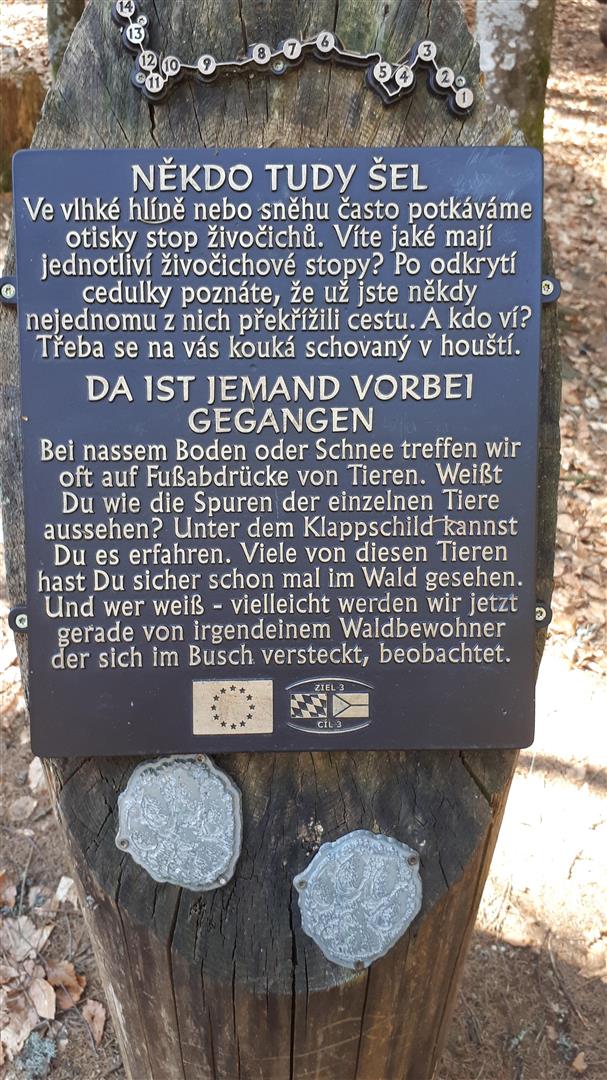 14
13
12
11
10
9
8
7
6
5
4
3
2
1
NĚKDO TUDY ŠEL
Ve vlhké hlíně nebo sněhu často potkáváme
otisky stop živočichů. Víte jaké mají
jednotliví živočichové stopy? Po odkrytí
cedulky poznáte, že už jste někdy
nejednomu z nich překřížili cestu. A kdo ví?
Třeba se na vás kouká schovaný v houští.
DA IST JEMAND VORBEI
GEGANGEN
Bei nassem Boden oder Schnee treffen wir
oft auf Fußabdrücke von Tieren. Weißt
Du wie die Spuren der einzelnen Tiere
aussehen? Unter dem Klappschild kannst
Du es erfahren. Viele von diesen Tieren
hast Du sicher schon mal im Wald gesehen.
Und wer weiß - vielleicht werden wir jetzt
gerade von irgendeinem Waldbewohner
der sich im Busch versteckt, beobachtet.
ZIEL 3
CÍL 3